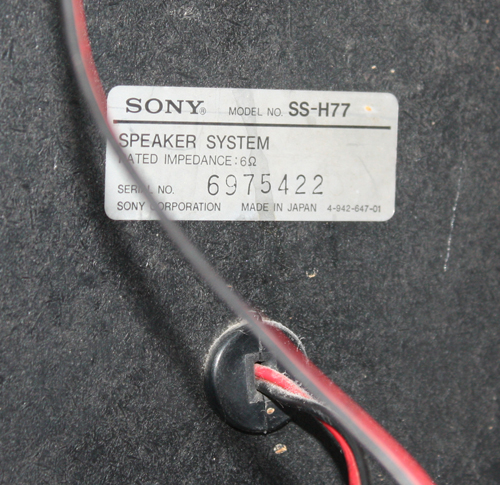 SONY® MODEL NO. SS-H77
SPEAKER SYSTEM
RATED IMPEDANCE:6Ω
SERIAL NO. 6975422
SONY CORPORATION MADE IN JAPAN 4-942-647-01